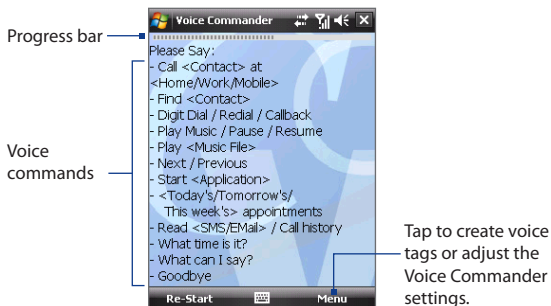 Voice Commander
Progress bar
Please Say:
- Call <Contact> at
<Home/Work/Mobile>
- Find <Contact>
- Digit Dial / Redial / Callback
- Play Music / Pause / Resume
- Play <Music File>
- Next / Previous
- Start <Application>
- <Today's/Tomorrow's/
This week's> appointments
- Read <SMS/EMail> / Call history
- What time is it?
- What can I say?
- Goodbye
Voice
commands
Re-Start
Menu
Tap to create voice
tags or adjust the
Voice Commander
settings.